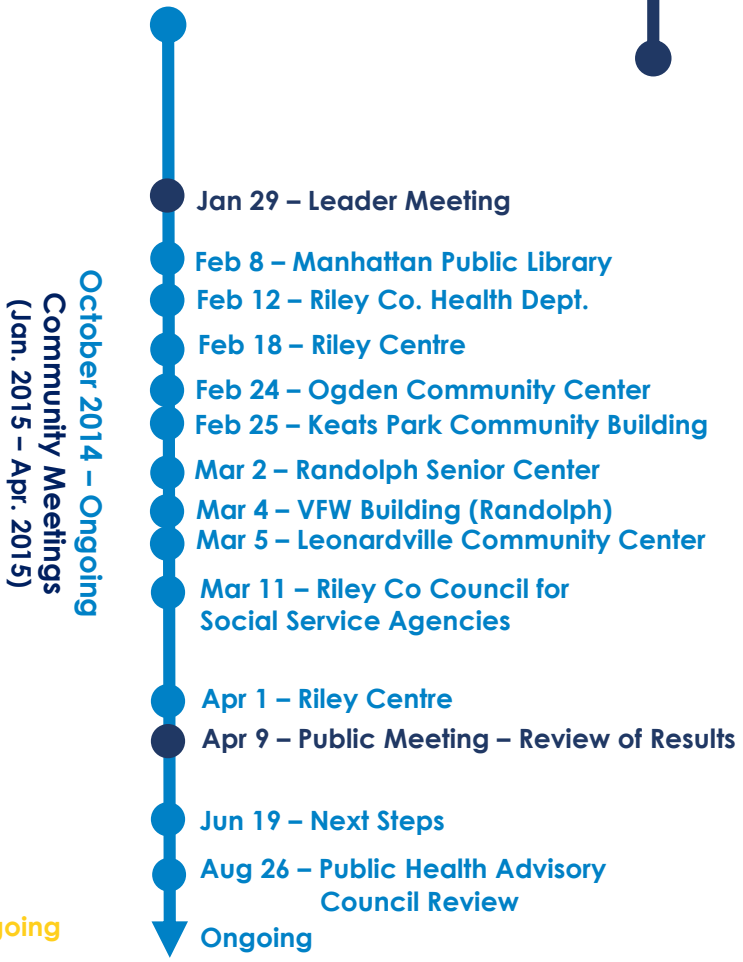 October 2014 – Ongoing
Community Meetings
(Jan. 2015 – Apr. 2015)
Jan 29 – Leader Meeting
Feb 8 – Manhattan Public Library
Feb 12 – Riley Co. Health Dept.
Feb 18 – Riley Centre
Feb 24 – Ogden Community Center
Feb 25 – Keats Park Community Building
Mar 2 – Randolph Senior Center
Mar 4 – VFW Building (Randolph)
Mar 5 – Leonardville Community Center
Mar 11 – Riley Co Council for
Social Service Agencies
Apr 1 – Riley Centre
Apr 9 – Public Meeting – Review of Results
Jun 19 – Next Steps
Aug 26 – Public Health Advisory
Council Review
Ongoing
going